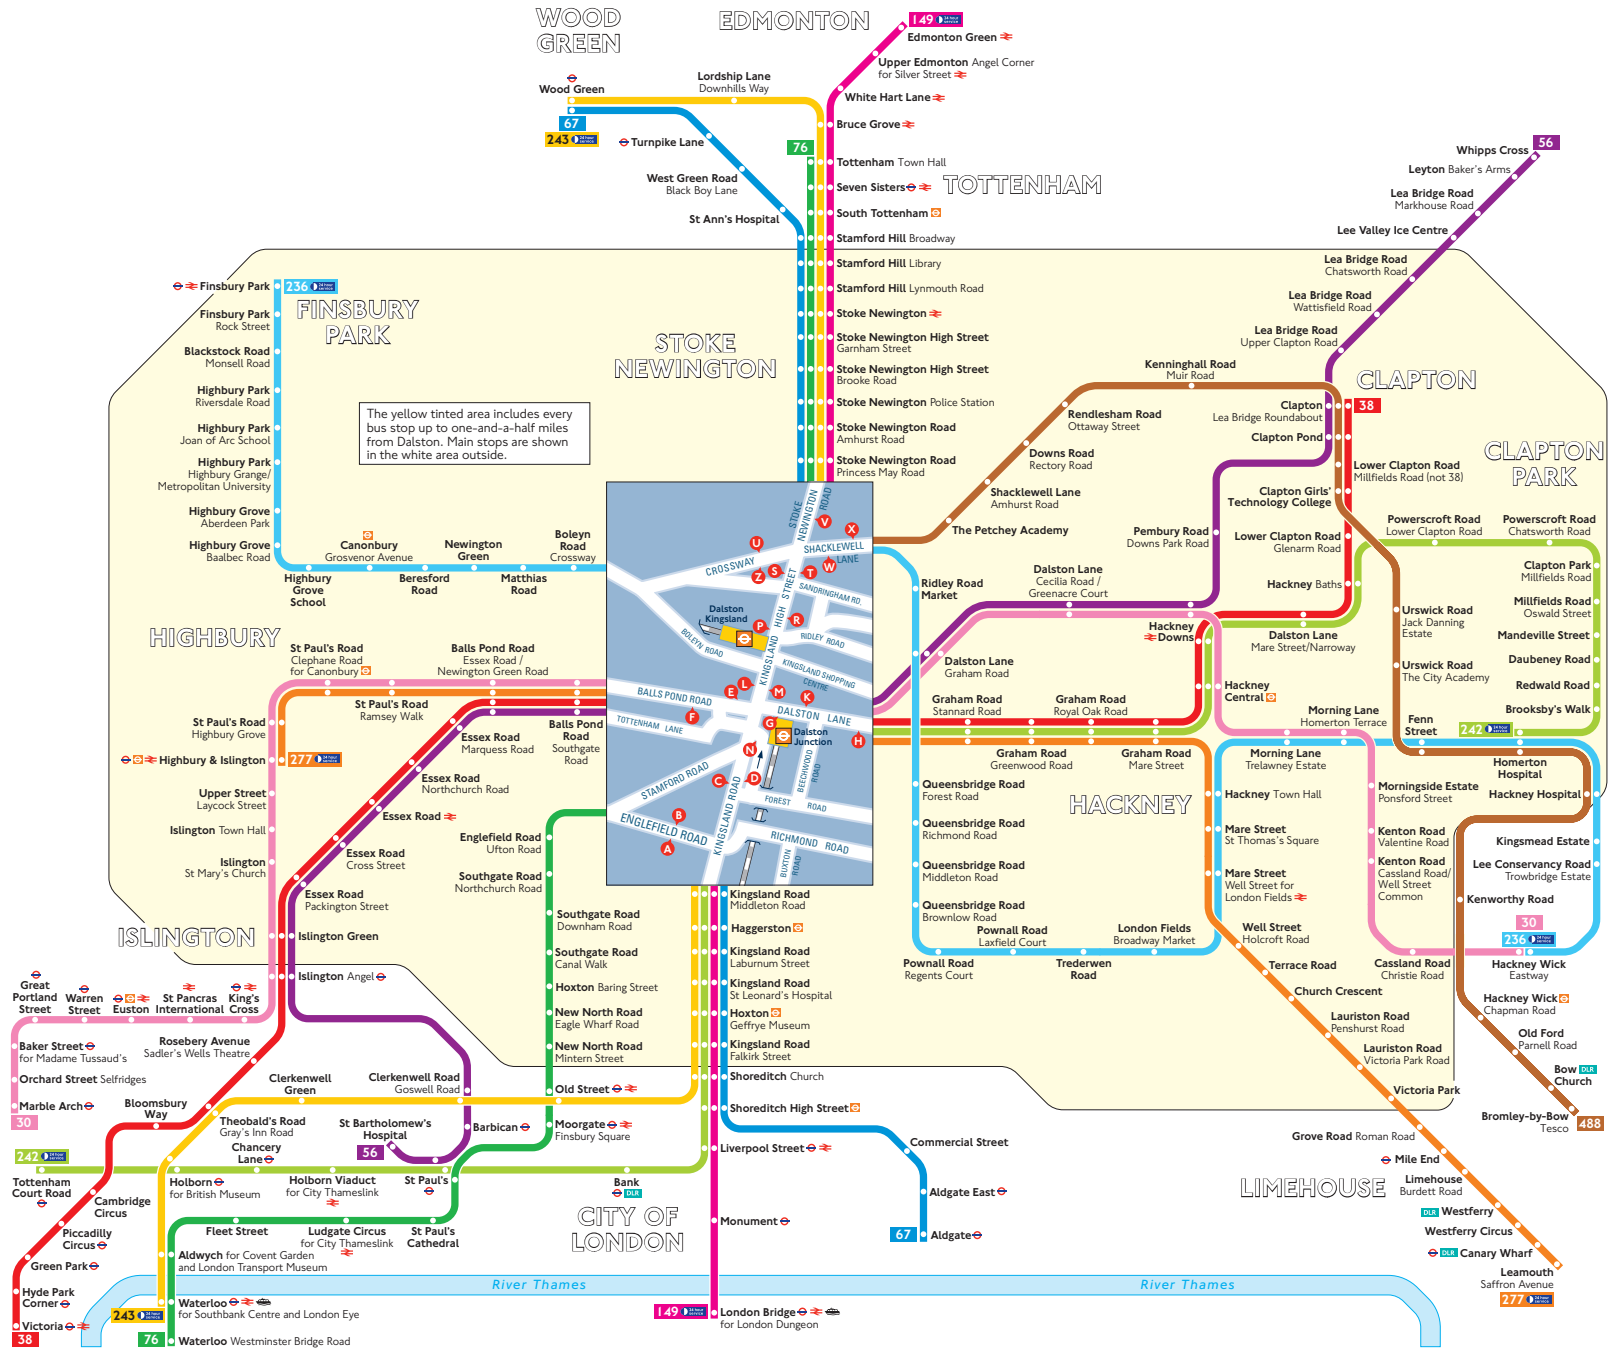 WOOD
GREEN
EDMONTON
149 24 hour service
Edmonton Green
Upper Edmonton Angel Corner
for Silver Street
White Hart Lane
Bruce Grove
Lordship Lane
Downhills Way
Wood Green
67
243 24 hour service
Turnpike Lane
West Green Road
Black Boy Lane
St Ann's Hospital
76
Tottenham Town Hall
Seven Sisters
South Tottenham
Stamford Hill Broadway
TOTTENHAM
Stamford Hill Library
Stamford Hill Lynmouth Road
Stoke Newington
Stoke Newington High Street
Garnham Street
Stoke Newington High Street
Brooke Road
Stoke Newington Police Station
Stoke Newington Road
Amhurst Road
Stoke Newington Road
Princess May Road
STOKE
NEWINGTON
56
Whipps Cross
Leyton Baker's Arms
Lea Bridge Road
Markhouse Road
Lee Valley Ice Centre
Lea Bridge Road
Chatsworth Road
Lea Bridge Road
Wattisfield Road
Lea Bridge Road
Upper Clapton Road
Finsbury Park
236 24 hour service
FINSBURY
PARK
Finsbury Park
Rock Street
Blackstock Road
Monsell Road
Highbury Park
Riversdale Road
Highbury Park
Joan of Arc School
Highbury Park
Highbury Grange/
Metropolitan University
Highbury Grove
Aberdeen Park
Highbury Grove
Baalbec Road
The yellow tinted area includes every
bus stop up to one-and-a-half miles
from Dalston. Main stops are shown
in the white area outside.
Highbury
Grove
School
Canonbury
Grosvenor Avenue
Beresford
Road
Newington
Green
Matthias
Road
Boleyn
Road
Crossway
Kenninghall Road
Muir Road
Rendlesham Road
Ottaway Street
Downs Road
Rectory Road
Shacklewell Lane
Amhurst Road
The Petchey Academy
CLAPTON
Clapton
Lea Bridge Roundabout
38
Clapton Pond
Lower Clapton Road
Millfields Road (not 38)
Clapton Girls'
Technology College
Lower Clapton Road
Glenarm Road
Hackney Baths
CLAPTON
PARK
Powerscroft Road
Lower Clapton Road
Powerscroft Road
Chatsworth Road
Clapton Park
Millfields Road
Millfields Road
Oswald Street
Mandeville Street
Daubeney Road
Redwald Road
Brooksby's Walk
242 24 hour service
Pembury Road
Downs Park Road
Dalston Lane
Cecilia Road /
Greenacre Court
Ridley Road
Market
Hackney
Downs
Dalston Lane
Mare Street/Narroway
Dalston Lane
Graham Road
Hackney
Central
Graham Road
Stannard Road
Graham Road
Royal Oak Road
Graham Road
Greenwood Road
Graham Road
Mare Street
Urswick Road
Jack Danning
Estate
Urswick Road
The City Academy
Morning Lane
Homerton Terrace
Morning Lane
Trelawney Estate
Fenn
Street
Homerton
Hospital
Hackney Hospital
Kingsmead Estate
Lee Conservancy Road
Trowbridge Estate
STOKE
NEWINGTON
ROAD
V
X
U
SHACKLEWELL
LANE
W
CROSSWAY
Z
S
T
SANDRINGHAM RD.
Dalston
Kingsland
KINGSLAND HIGH STREET
P
R
RIDLEY ROAD
BOLEYN ROAD
KINGSLAND SHOPPING
CENTRE
L
E
M
K
BALLS POND ROAD
DALSTON LANE
F
TOTTENHAM LANE
G
Dalston
Junction
H
N
STAMFORD ROAD
C
D
BEECHWOOD
ROAD
FOREST ROAD
B
ENGLEFIELD ROAD
A
KINGSLAND ROAD
RICHMOND ROAD
BUXTON
ROAD
HIGHBURY
St Paul's Road
Clephane Road
for Canonbury
Balls Pond Road
Essex Road /
Newington Green Road
St Paul's Road
Ramsey Walk
St Paul's Road
Highbury Grove
Highbury & Islington
277 24 hour service
Balls Pond
Road
Southgate
Road
Essex Road
Marquess Road
Essex Road
Northchurch Road
Essex Road
Essex Road
Cross Street
Essex Road
Packington Street
Upper Street
Laycock Street
Islington Town Hall
Islington
St Mary's Church
ISLINGTON
Islington Green
Islington Angel
Englefield Road
Ufton Road
Southgate Road
Northchurch Road
Southgate Road
Downham Road
Southgate Road
Canal Walk
Hoxton Baring Street
New North Road
Eagle Wharf Road
New North Road
Mintern Street
Old Street
Moorgate
Finsbury Square
Kingsland Road
Middleton Road
Haggerston
Kingsland Road
Laburnum Street
Kingsland Road
St Leonard's Hospital
Hoxton
Geffrye Museum
Kingsland Road
Falkirk Street
Shoreditch Church
Shoreditch High Street
Liverpool Street
Commercial Street
Aldgate East
67
Aldgate
Monument
149 24 hour service
London Bridge
for London Dungeon
HACKNEY
Queensbridge Road
Forest Road
Queensbridge Road
Richmond Road
Queensbridge Road
Middleton Road
Queensbridge Road
Brownlow Road
Pownall Road
Regents Court
Pownall Road
Laxfield Court
Trederwen
Road
London Fields
Broadway Market
Hackney Town Hall
Mare Street
St Thomas's Square
Mare Street
Well Street for
London Fields
Well Street
Holcroft Road
Terrace Road
Church Crescent
Lauriston Road
Penshurst Road
Lauriston Road
Victoria Park Road
Victoria Park
Grove Road Roman Road
Mile End
Limehouse
Burdett Road
DLR Westferry
Westferry Circus
DLR Canary Wharf
Leamouth
Saffron Avenue
277 24 hour service
LIMEHOUSE
Morningside Estate
Ponsford Street
Kenton Road
Valentine Road
Kenton Road
Cassland Road/
Well Street
Common
Cassland Road
Christie Road
Kenworthy Road
30
236 24 hour service
Hackney Wick
Eastway
Hackney Wick
Chapman Road
Old Ford
Parnell Road
Bow DLR
Church
Bromley-by-Bow
Tesco
488
Great
Portland
Street
Warren
Street
Euston
St Pancras
International
King's
Cross
Baker Street
for Madame Tussaud's
Orchard Street Selfridges
Marble Arch
30
Rosebery Avenue
Sadler's Wells Theatre
Bloomsbury
Way
Clerkenwell
Green
Theobald's Road
Gray's Inn Road
Clerkenwell Road
Goswell Road
St Bartholomew's
Hospital
56
Barbican
242 24 hour service
Tottenham
Court Road
Chancery
Lane
Holborn
for British Museum
Holborn Viaduct
for City Thameslink
St Paul's
Bank
DLR
CITY OF
LONDON
Cambridge
Circus
Piccadilly
Circus
Green Park
Hyde Park
Corner
Victoria
38
Fleet Street
Ludgate Circus
for City Thameslink
St Paul's
Cathedral
Aldwych for Covent Garden
and London Transport Museum
Waterloo
for Southbank Centre and London Eye
243 24 hour service
76
Waterloo Westminster Bridge Road
River Thames
River Thames